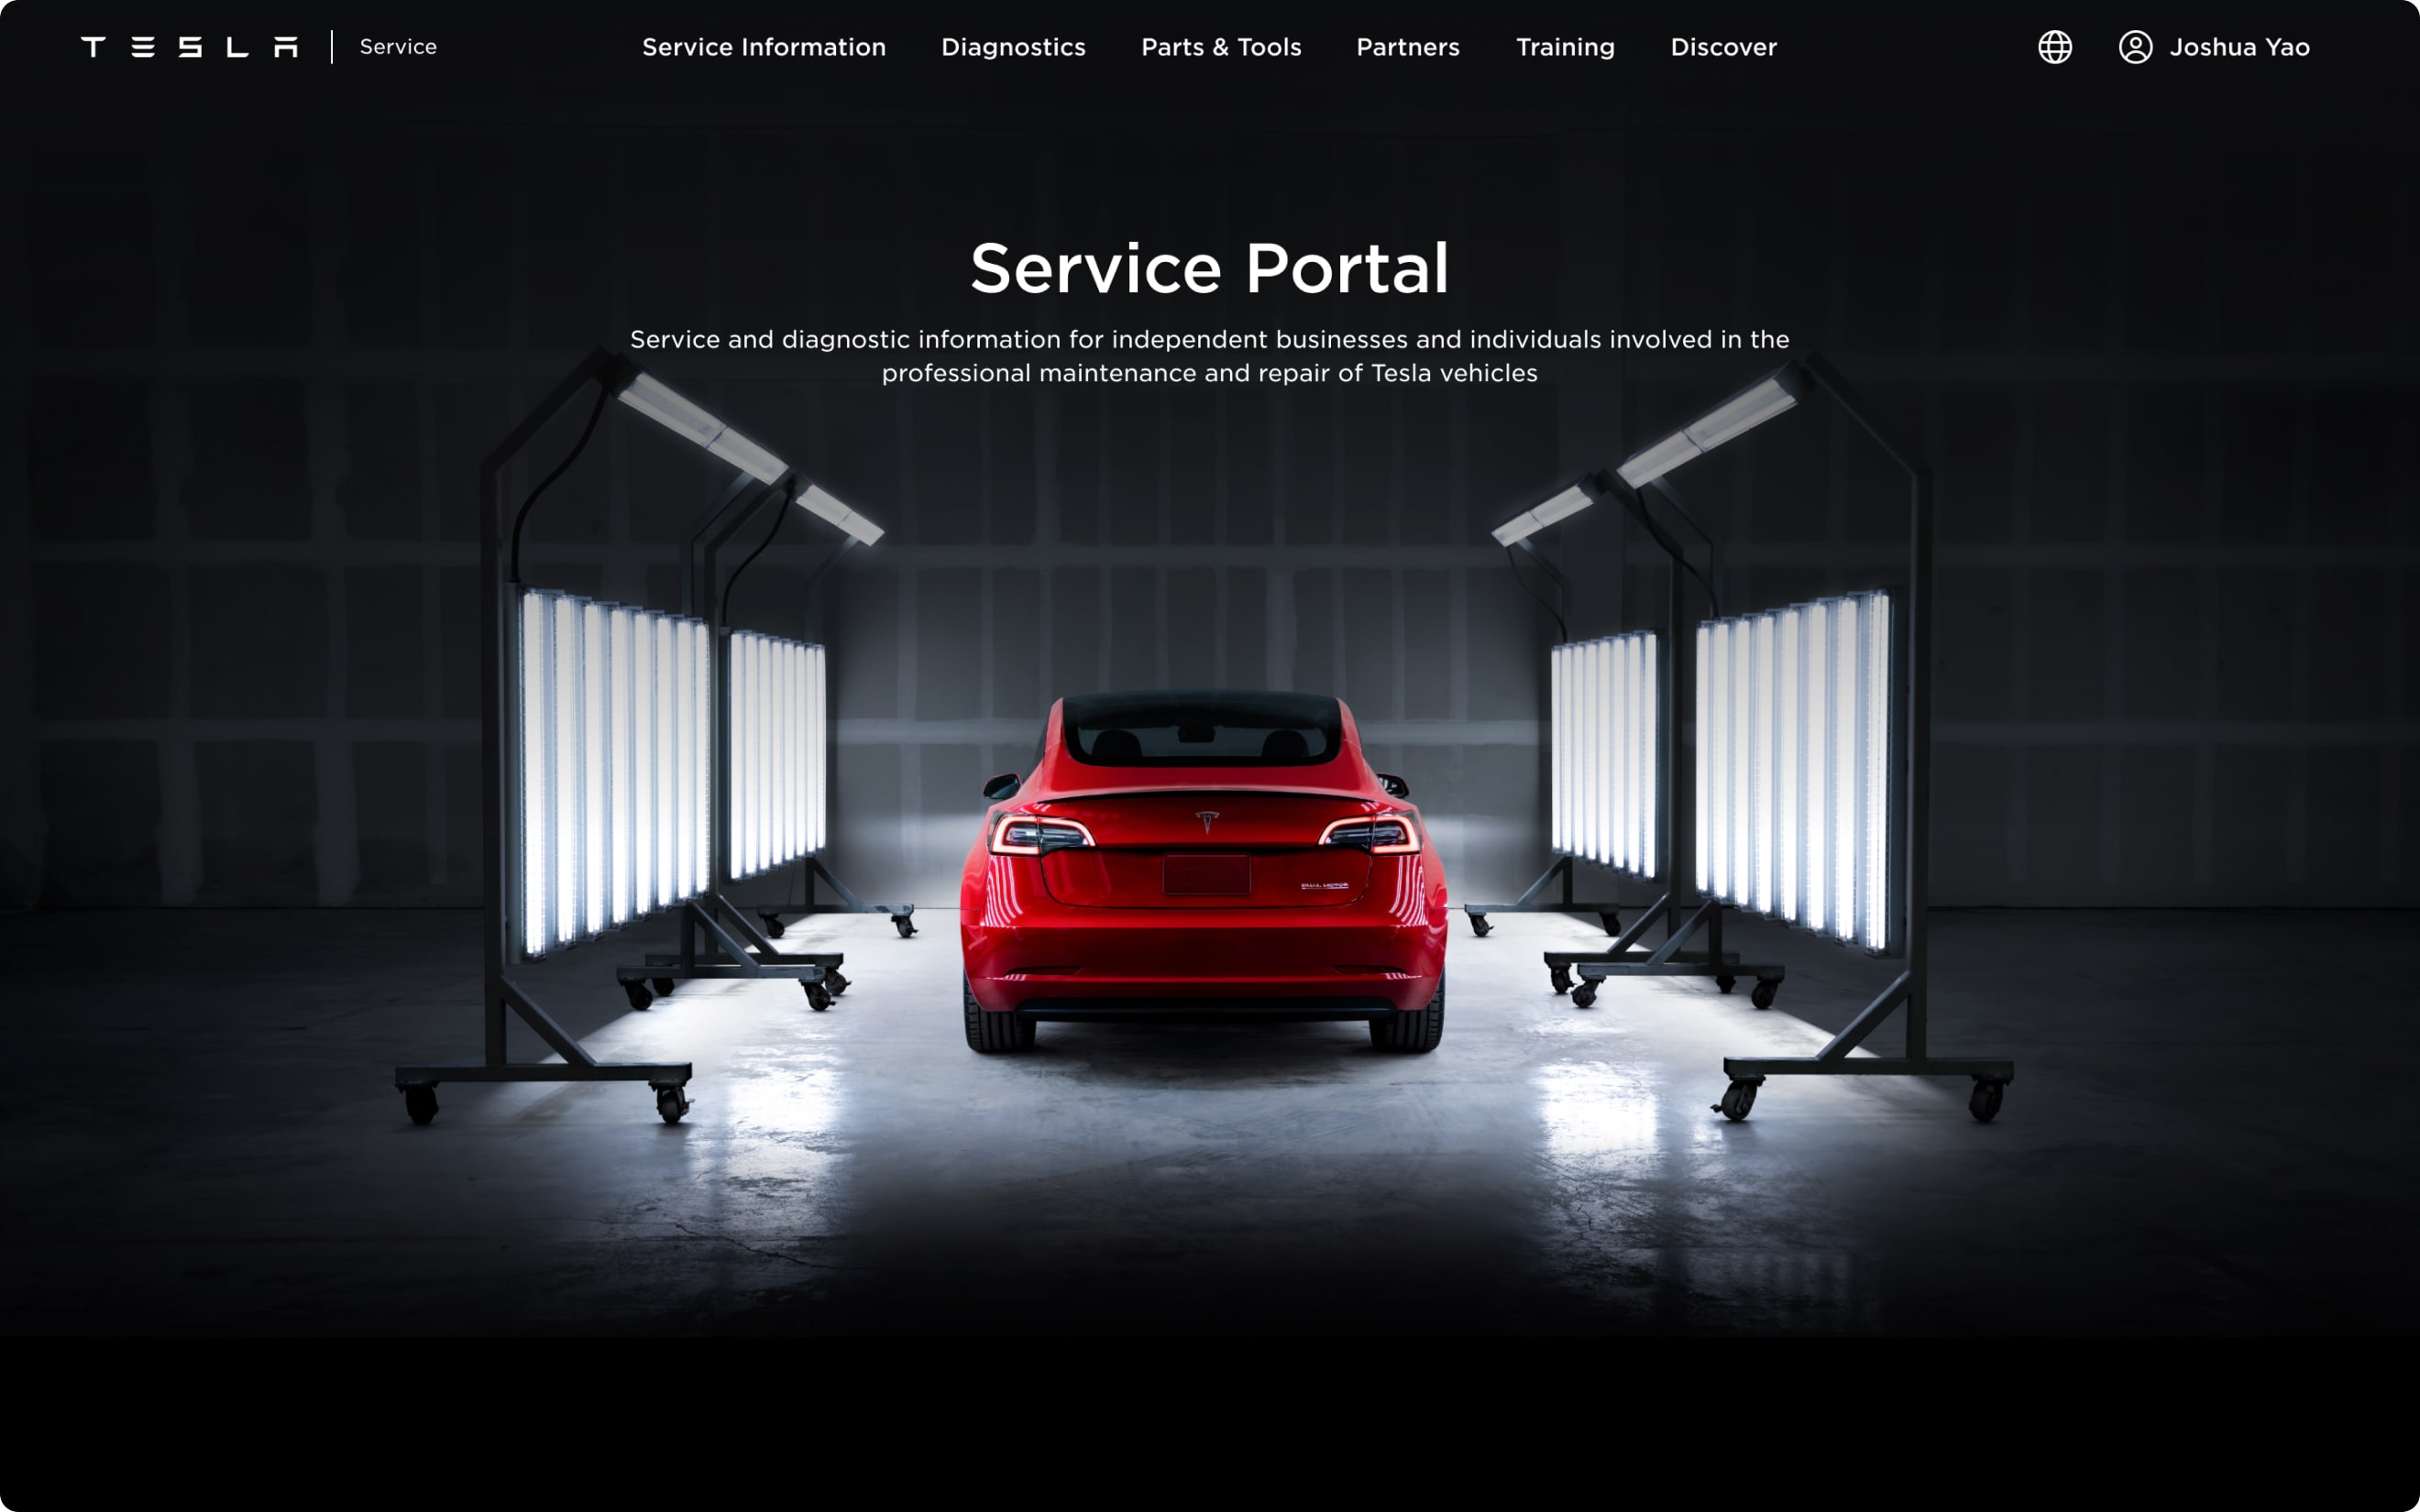 TESLA
Service
Service Information
Diagnostics
Parts & Tools
Partners
Training
Discover
Joshua Yao
Service Portal
Service and diagnostic information for independent businesses and individuals involved in the
professional maintenance and repair of Tesla vehicles
DUAL MOTOR